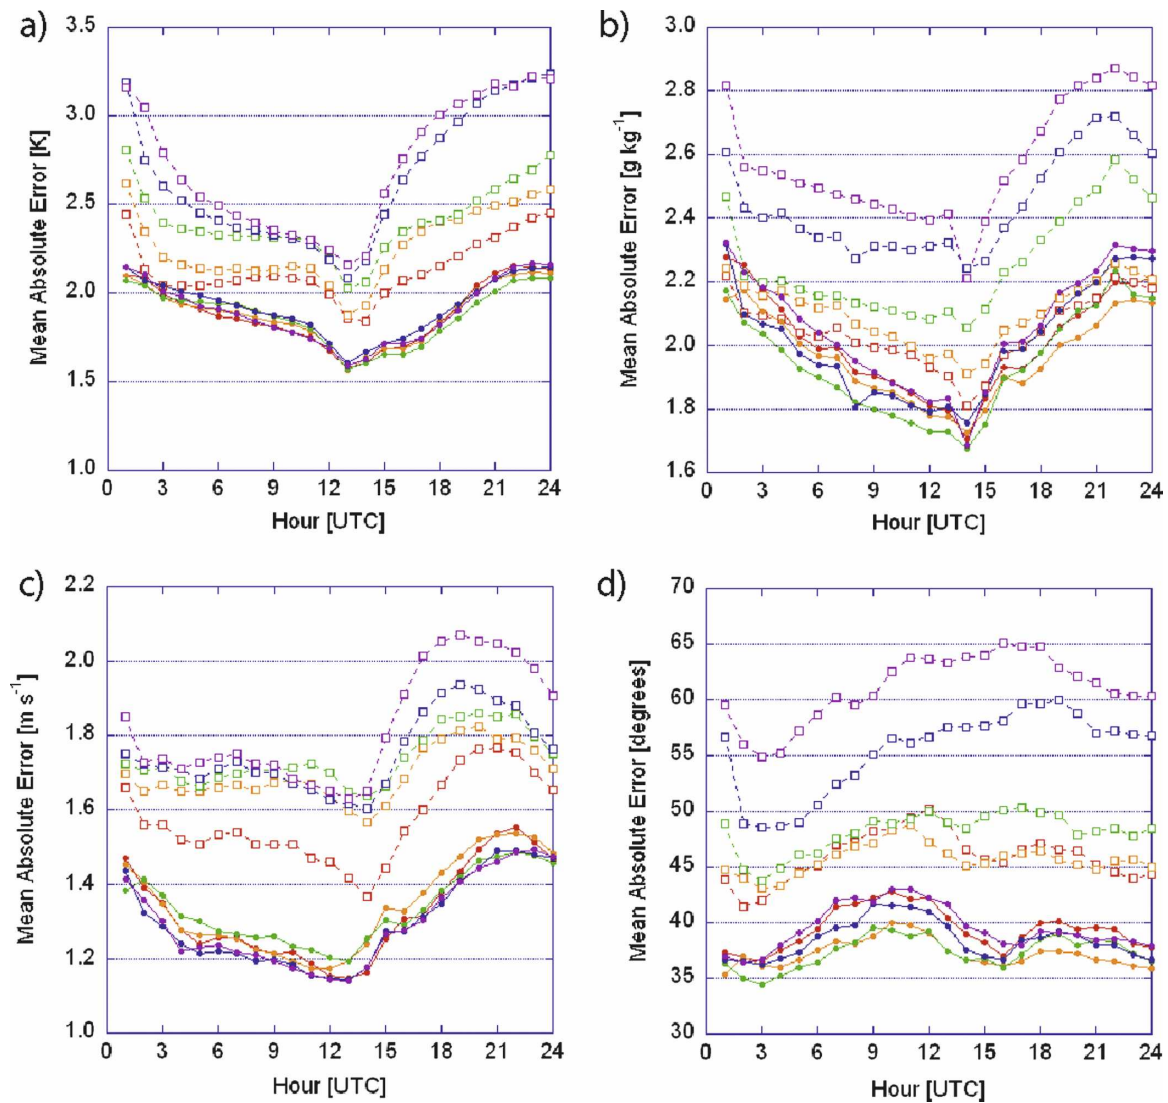 a)
3.5
3.0
2.5
2.0
1.5
1.0
Mean Absolute Error [K]
0 3 6 9 12 15 18 21 24
Hour [UTC]
b)
3.0
2.8
2.6
2.4
2.2
2.0
1.8
1.6
Mean Absolute Error [g kg-1]
0 3 6 9 12 15 18 21 24
Hour [UTC]
c)
2.2
2.0
1.8
1.6
1.4
1.2
1.0
Mean Absolute Error [m s-1]
0 3 6 9 12 15 18 21 24
Hour [UTC]
d)
70
65
60
55
50
45
40
35
30
Mean Absolute Error [degrees]
0 3 6 9 12 15 18 21 24
Hour [UTC]